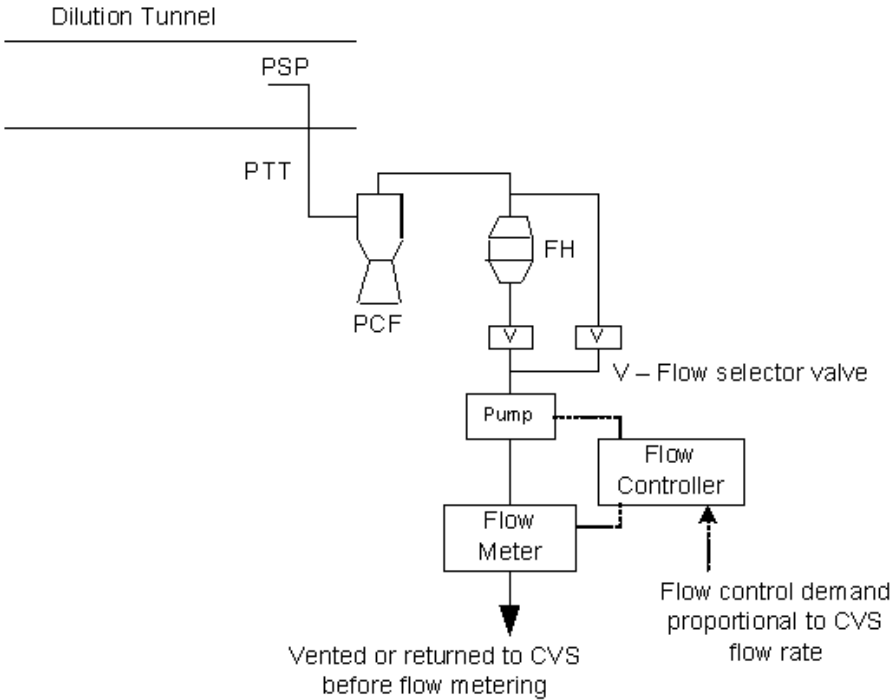 Dilution Tunnel
PSP
PTT
FH
PCF
V
V
V – Flow selector valve
Pump
Flow
Controller
Flow
Meter
Flow control demand
proportional to CVS
flow rate
Vented or returned to CVS
before flow metering